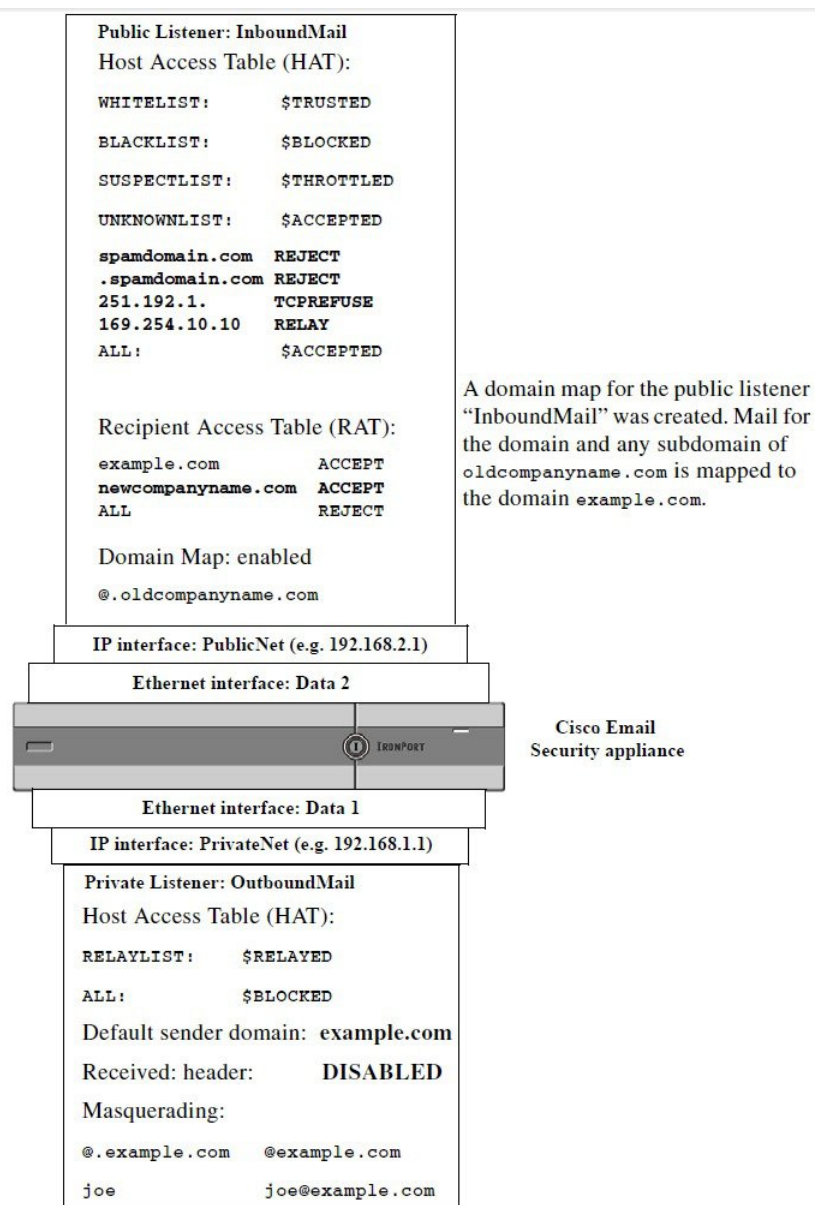 Public Listener: InboundMail
Host Access Table (HAT):
WHITELIST: $TRUSTED
BLACKLIST: $BLOCKED
SUSPECTLIST: $THROTTLED
UNKNOWNLIST: $ACCEPTED
spamdomain.com REJECT
.spamdomain.com REJECT
251.192.1. TCPREFUSE
169.254.10.10 RELAY
ALL: $ACCEPTED
Recipient Access Table (RAT):
example.com ACCEPT
newcompanyname.com ACCEPT
ALL REJECT
Domain Map: enabled
@.oldcompanyname.com
A domain map for the public listener
“InboundMail” was created. Mail for
the domain and any subdomain of
oldcompanyname.com is mapped to
the domain example.com.
IP interface: PublicNet (e.g. 192.168.2.1)
Ethernet interface: Data 2
IRONPORT
Cisco Email
Security appliance
Ethernet interface: Data 1
IP interface: PrivateNet (e.g. 192.168.1.1)
Private Listener: OutboundMail
Host Access Table (HAT):
RELAYLIST: $RELAYED
ALL: $BLOCKED
Default sender domain: example.com
Received: header: DISABLED
Masquerading:
@.example.com @example.com
joe joe@example.com